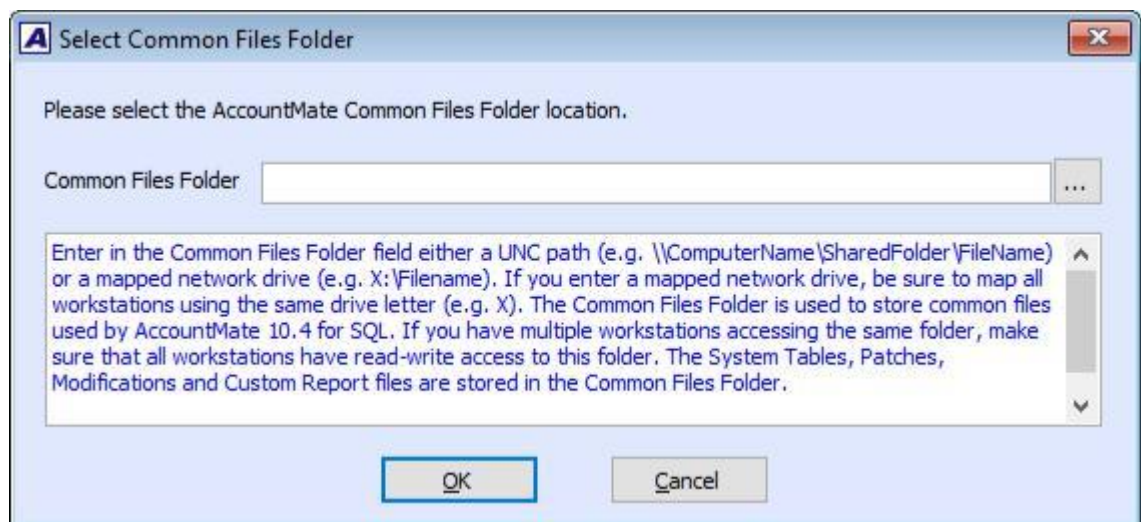 A Select Common Files Folder
Please select the AccountMate Common Files Folder location.
Common Files Folder ...
Enter in the Common Files Folder field either a UNC path (e.g. \\ComputerName\SharedFolder\FileName)
or a mapped network drive (e.g. X:\Filename). If you enter a mapped network drive, be sure to map all
workstations using the same drive letter (e.g. X). The Common Files Folder is used to store common files
used by AccountMate 10.4 for SQL. If you have multiple workstations accessing the same folder, make
sure that all workstations have read-write access to this folder. The System Tables, Patches,
Modifications and Custom Report files are stored in the Common Files Folder.
OK Cancel